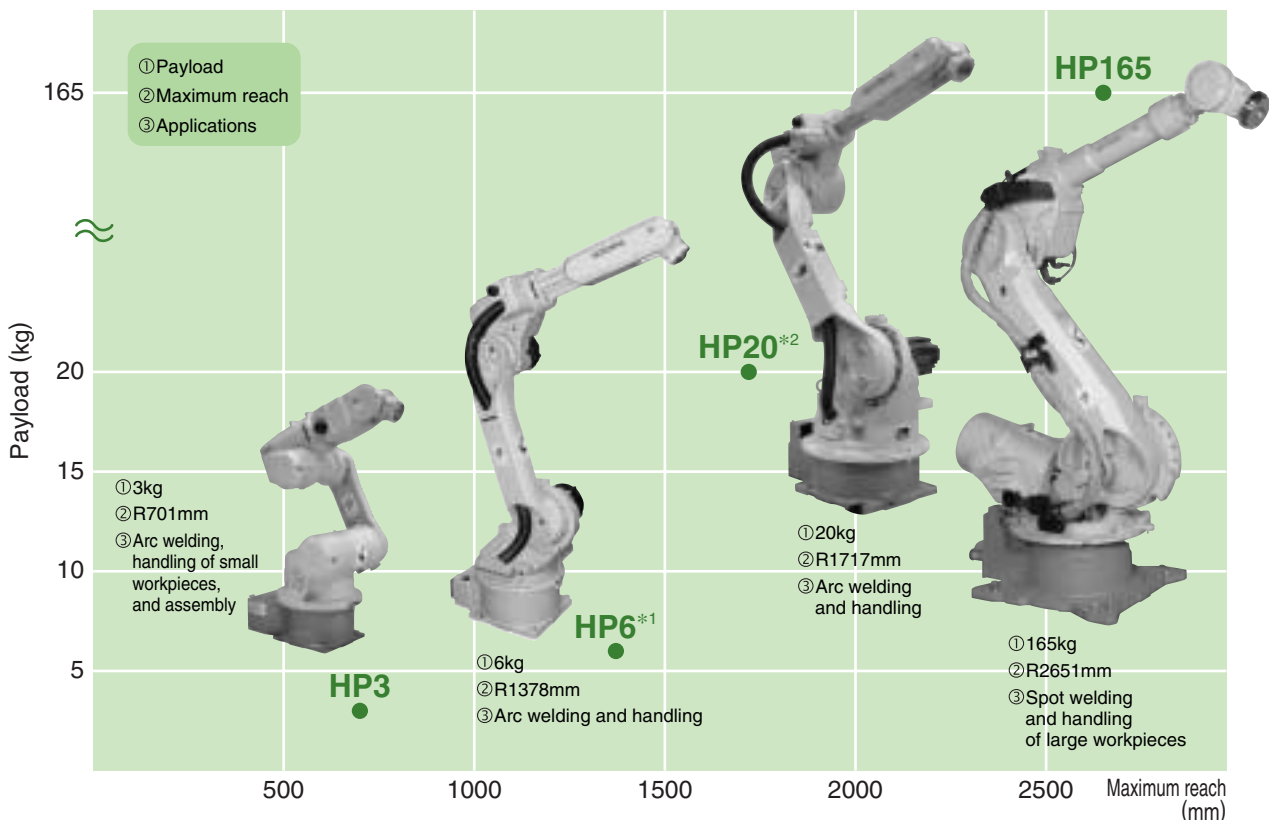 ①Payload
②Maximum reach
③Applications
HP165
165
Payload (kg)
HP20*2
20
15
①3kg
②R701mm
③Arc welding,
handling of small
workpieces,
and assembly
①20kg
②R1717mm
③Arc welding
and handling
10
HP6*1
①165kg
②R2651mm
③Spot welding
and handling
of large workpieces
①6kg
②R1378mm
③Arc welding and handling
5
HP3
500
1000
1500
2000
2500
Maximum reach
(mm)